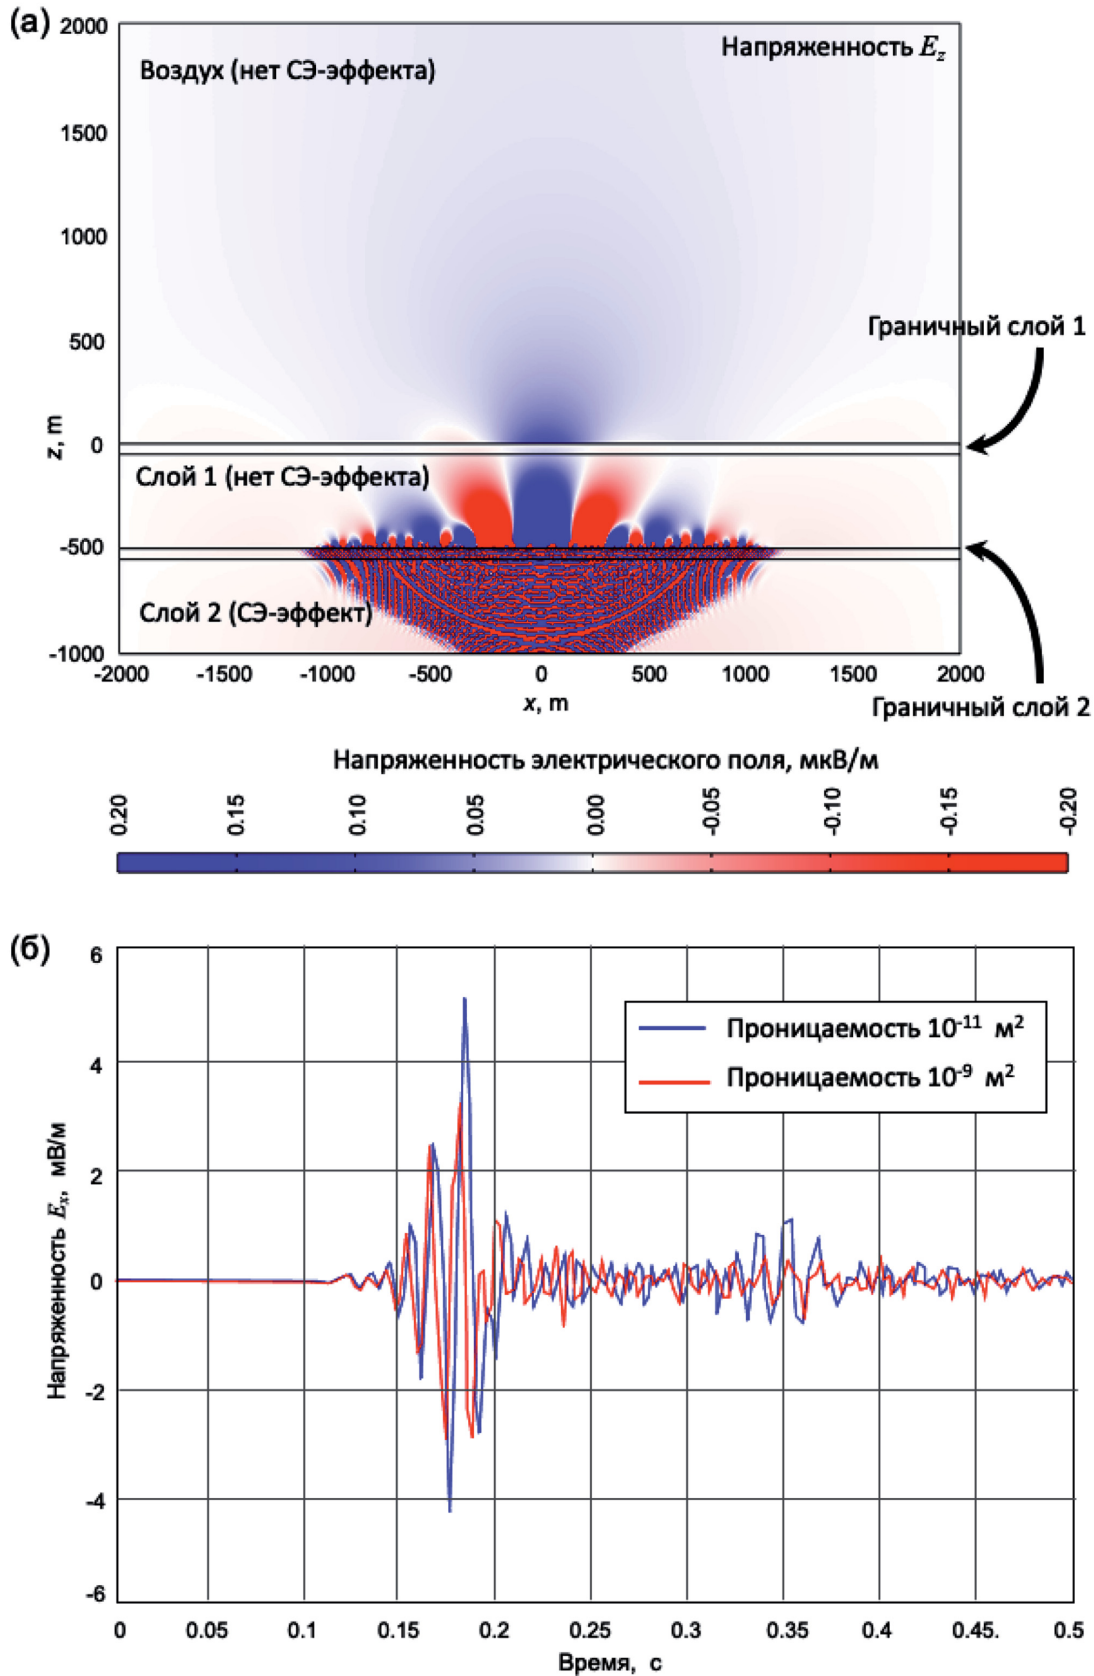 (а)
Напряженность E_z
Воздух (нет СЭ-эффекта)
2000
1500
1000
500
0
-500
-1000
z, m
Граничный слой 1
Слой 1 (нет СЭ-эффекта)
Слой 2 (СЭ-эффект)
-2000 -1500 -1000 -500 0 500 1000 1500 2000
x, m
Граничный слой 2
Напряженность электрического поля, мкВ/м
0.20 0.15 0.10 0.05 0.00 -0.05 -0.10 -0.15 -0.20
(б)
6
4
2
0
-2
-4
-6
Напряженность E_x, мВ/м
Проницаемость 10⁻¹¹ м²
Проницаемость 10⁻⁹ м²
0 0.05 0.1 0.15 0.2 0.25 0.3 0.35 0.4 0.45. 0.5
Время, с